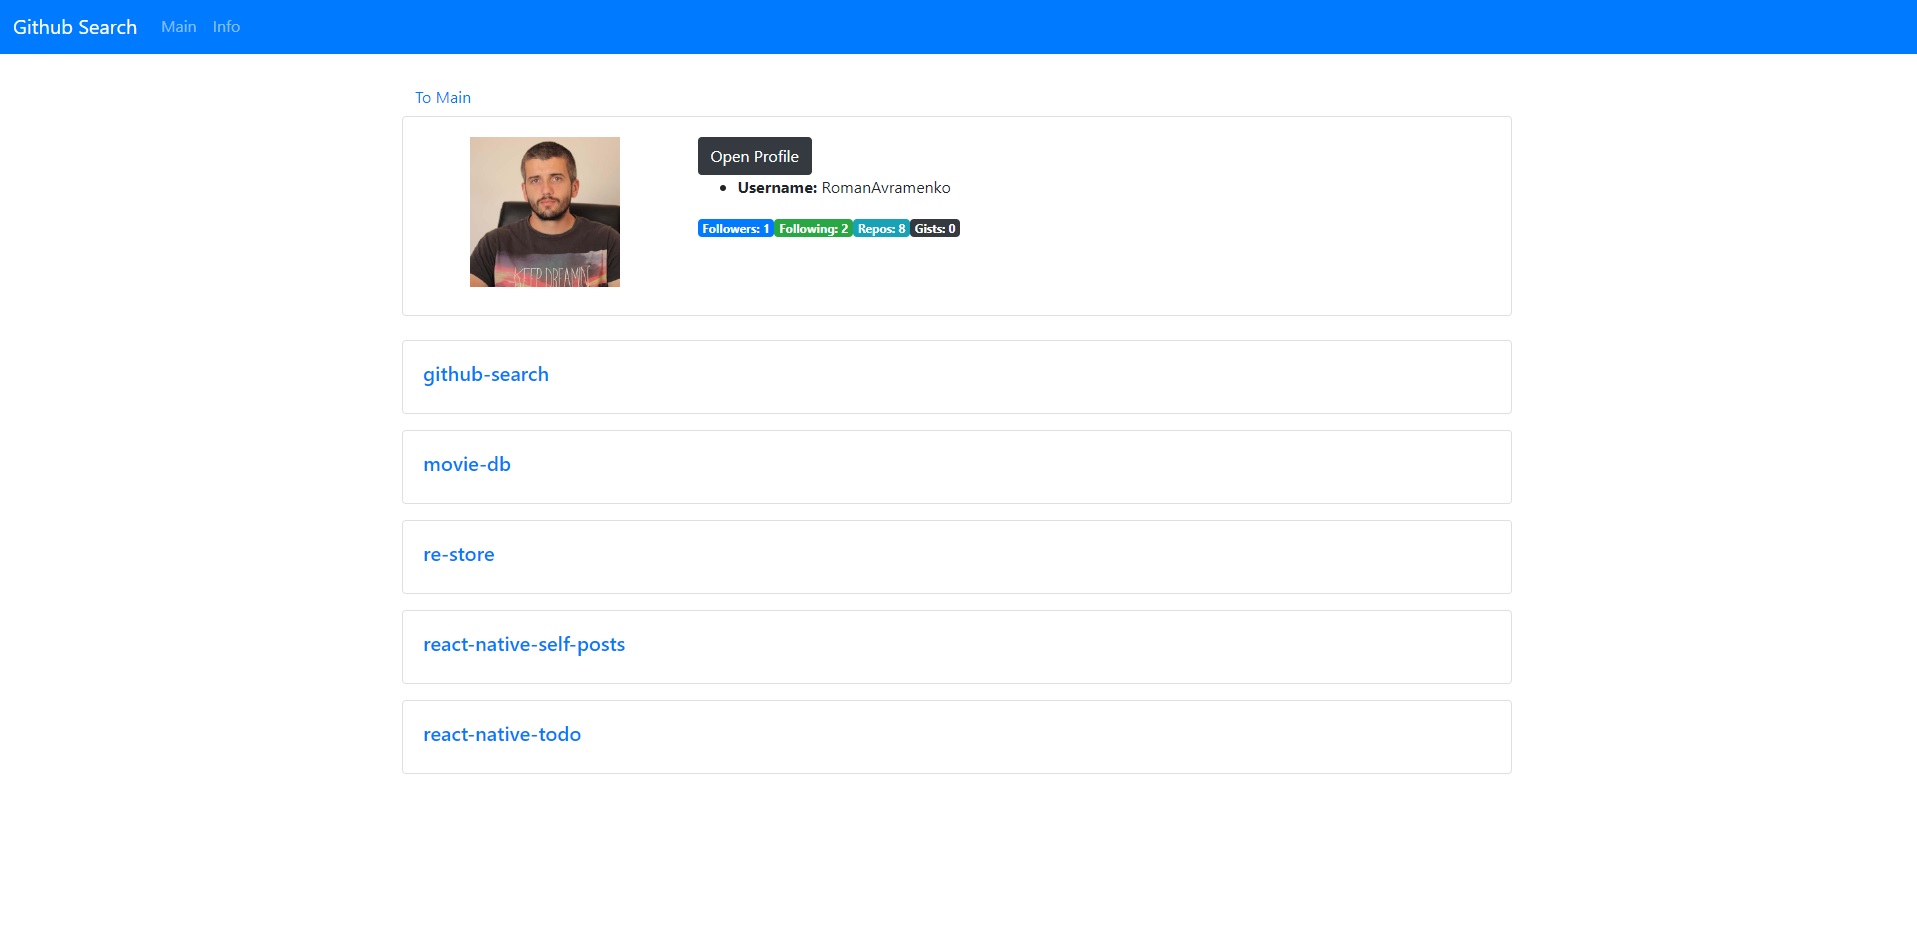 Github Search Main Info
To Main
Open Profile
Username: RomanAvramenko
Followers: 1 Following: 2 Repos: 8 Gists: 0
KEEP DREAMIN
github-search
movie-db
re-store
react-native-self-posts
react-native-todo